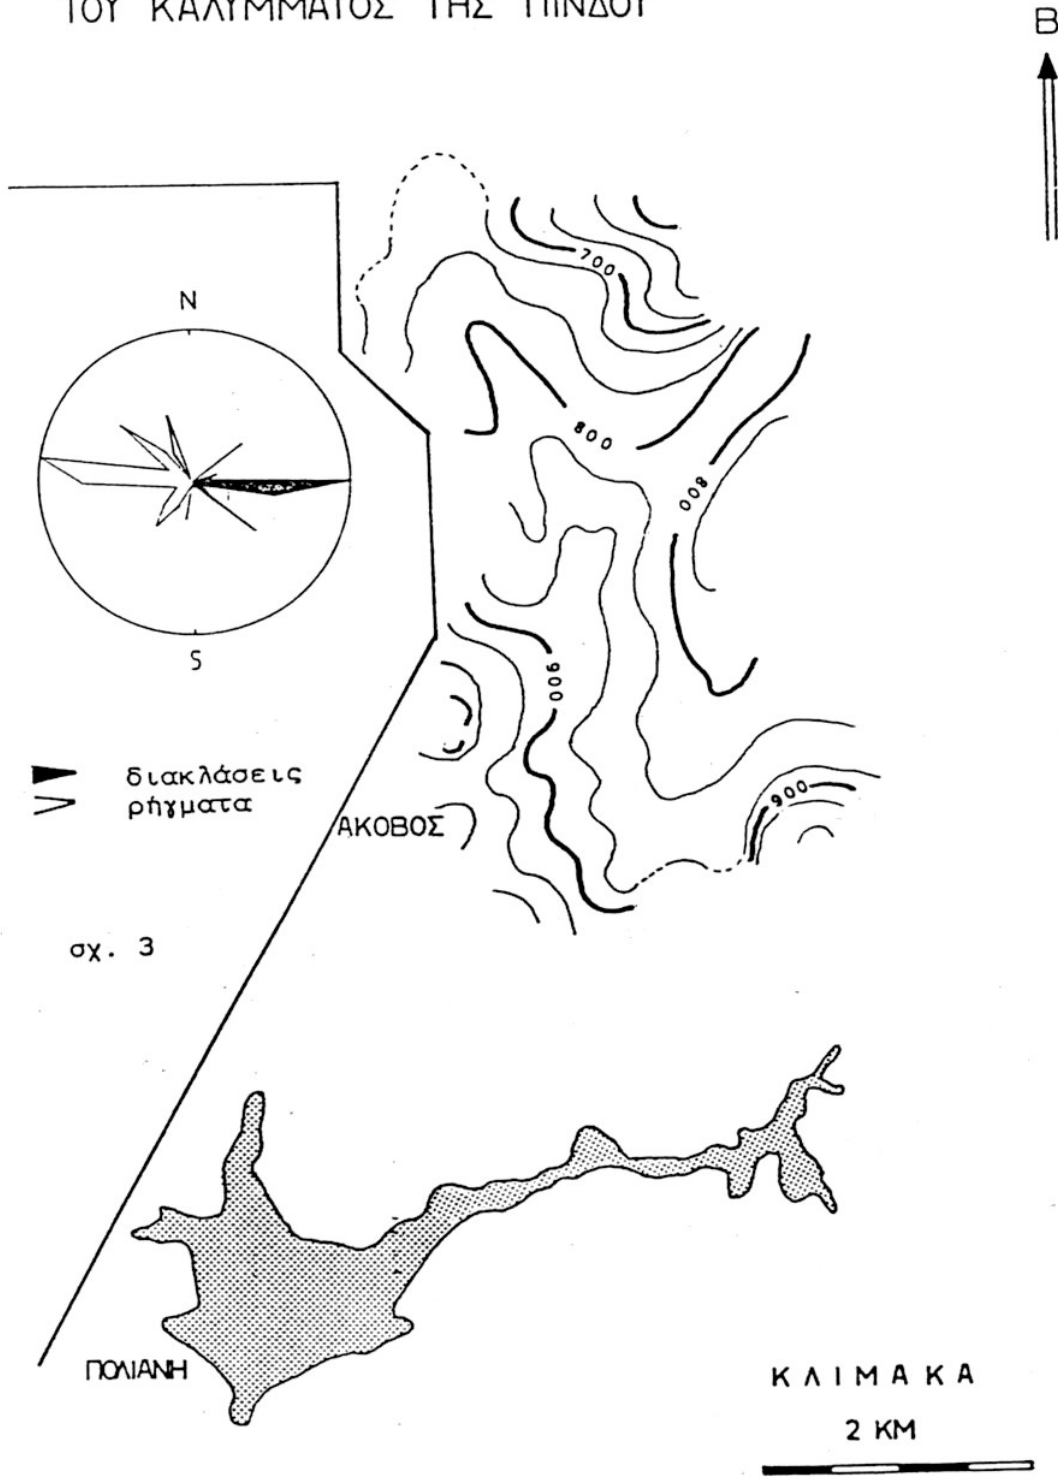 ΤΟΥ ΚΑΛΥΜΜΑΤΟΣ ΤΗΣ ΠΙΝΔΟΥ
Β
700
N
800
800
S
900
διακλάσεις
ρήγματα
900
ΑΚΟΒΟΣ
σχ. 3
ΠΟΛΙΑΝΗ
ΚΛΙΜΑΚΑ
2 ΚΜ